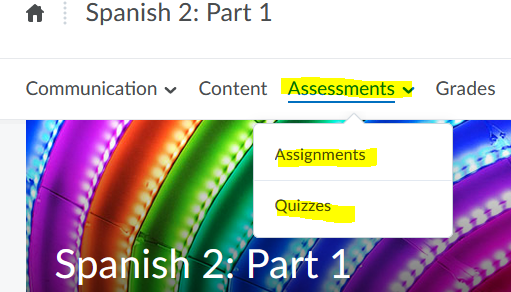 Spanish 2: Part 1
Communication Content Assessments Grades
Assignments
Quizzes
Spanish 2: Part 1